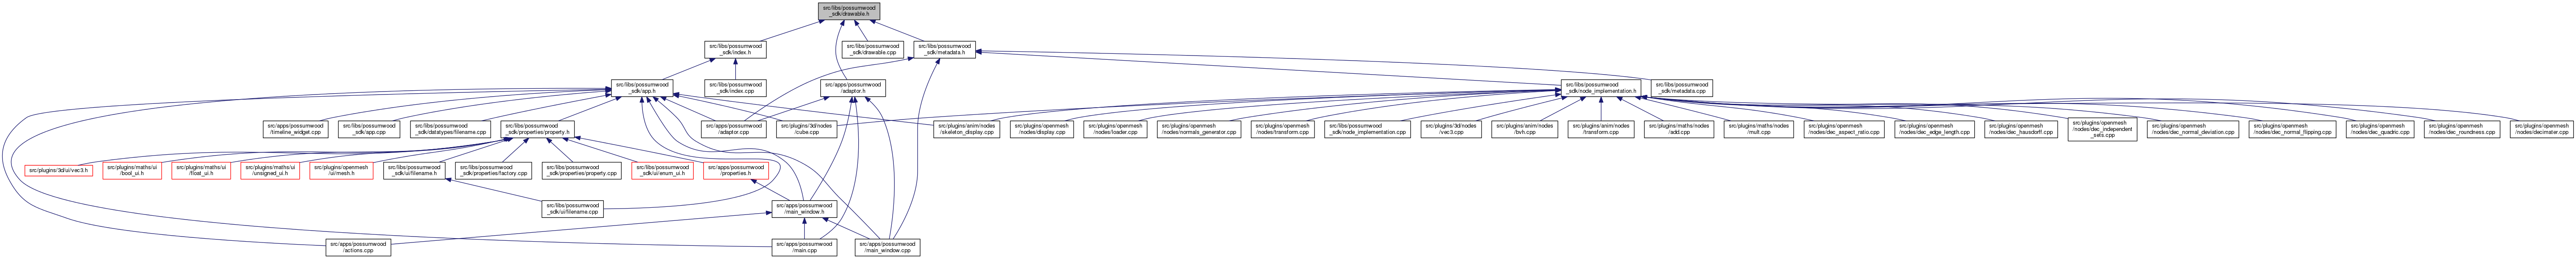 src/libs/possumwood
_sdk/drawable.h
src/libs/possumwood
_sdk/index.h
src/libs/possumwood
_sdk/drawable.cpp
src/libs/possumwood
_sdk/metadata.h
src/libs/possumwood
_sdk/app.h
src/libs/possumwood
_sdk/index.cpp
src/apps/possumwood
/adaptor.h
src/libs/possumwood
_sdk/node_implementation.h
src/libs/possumwood
_sdk/metadata.cpp
src/apps/possumwood
/timeline_widget.cpp
src/libs/possumwood
_sdk/app.cpp
src/libs/possumwood
_sdk/datatypes/filename.cpp
src/libs/possumwood
_sdk/properties/property.h
src/apps/possumwood
/adaptor.cpp
src/plugins/3d/nodes
/cube.cpp
src/plugins/anim/nodes
/skeleton_display.cpp
src/plugins/openmesh
/nodes/display.cpp
src/plugins/openmesh
/nodes/loader.cpp
src/plugins/openmesh
/nodes/normals_generator.cpp
src/plugins/openmesh
/nodes/transform.cpp
src/libs/possumwood
_sdk/node_implementation.cpp
src/plugins/3d/nodes
/vec3.cpp
src/plugins/anim/nodes
/bvh.cpp
src/plugins/anim/nodes
/transform.cpp
src/plugins/maths/nodes
/add.cpp
src/plugins/maths/nodes
/mult.cpp
src/plugins/openmesh
/nodes/dec_aspect_ratio.cpp
src/plugins/openmesh
/nodes/dec_edge_length.cpp
src/plugins/openmesh
/nodes/dec_hausdorff.cpp
src/plugins/openmesh
/nodes/dec_independent
_sets.cpp
src/plugins/openmesh
/nodes/dec_normal_deviation.cpp
src/plugins/openmesh
/nodes/dec_normal_flipping.cpp
src/plugins/openmesh
/nodes/dec_quadric.cpp
src/plugins/openmesh
/nodes/dec_roundness.cpp
src/plugins/openmesh
/nodes/decimater.cpp
src/plugins/3d/ui/vec3.h
src/plugins/maths/ui
/bool_ui.h
src/plugins/maths/ui
/float_ui.h
src/plugins/maths/ui
/unsigned_ui.h
src/plugins/openmesh
/ui/mesh.h
src/libs/possumwood
_sdk/ui/filename.h
src/libs/possumwood
_sdk/properties/factory.cpp
src/libs/possumwood
_sdk/properties/property.cpp
src/libs/possumwood
_sdk/ui/enum_ui.h
src/apps/possumwood
/properties.h
src/libs/possumwood
_sdk/ui/filename.cpp
src/apps/possumwood
/main_window.h
src/apps/possumwood
/actions.cpp
src/apps/possumwood
/main.cpp
src/apps/possumwood
/main_window.cpp